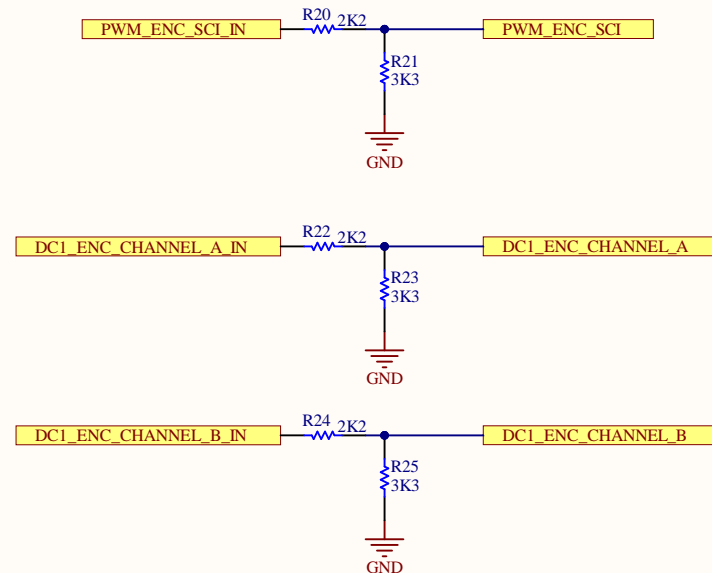 R20 2K2
PWM_ENC_SCI_IN
PWM_ENC_SCI
R21
3K3
GND
R22 2K2
DC1_ENC_CHANNEL_A_IN
DC1_ENC_CHANNEL_A
R23
3K3
GND
R24 2K2
DC1_ENC_CHANNEL_B_IN
DC1_ENC_CHANNEL_B
R25
3K3
GND